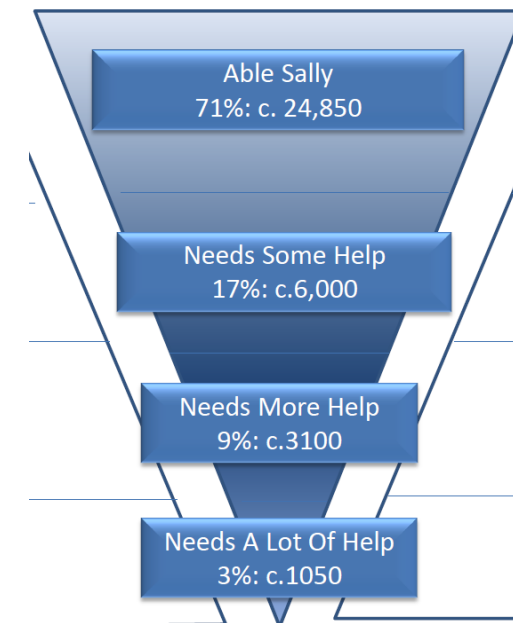 Able Sally
71%: c. 24,850
Needs Some Help
17%: c.6,000
Needs More Help
9%: c.3100
Needs A Lot Of Help
3%: c.1050